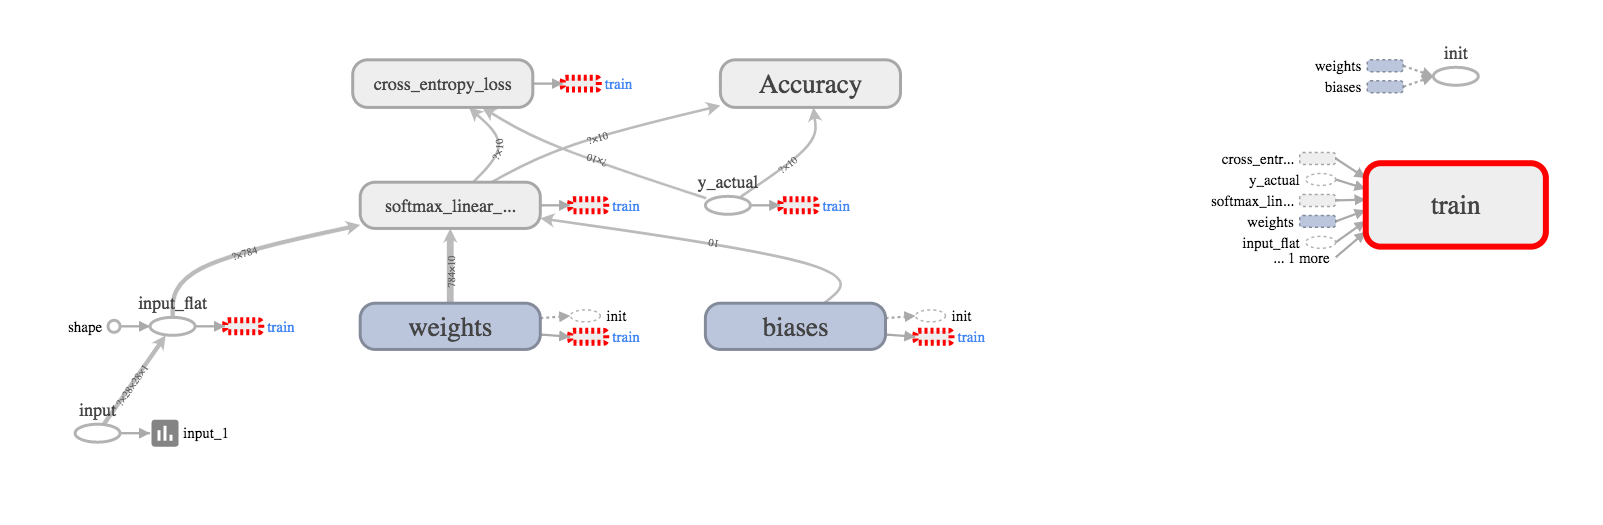 init
weights
biases
cross_entropy_loss
train
Accuracy
?×10
?×10
?×10
?×10
cross_entr...
y_actual
softmax_lin...
weights
input_flat
... 1 more
train
y_actual
softmax_linear_...
train
train
?×784
784×10
10
input_flat
shape
train
weights
init
train
biases
init
train
?×28×28×1
input
input_1